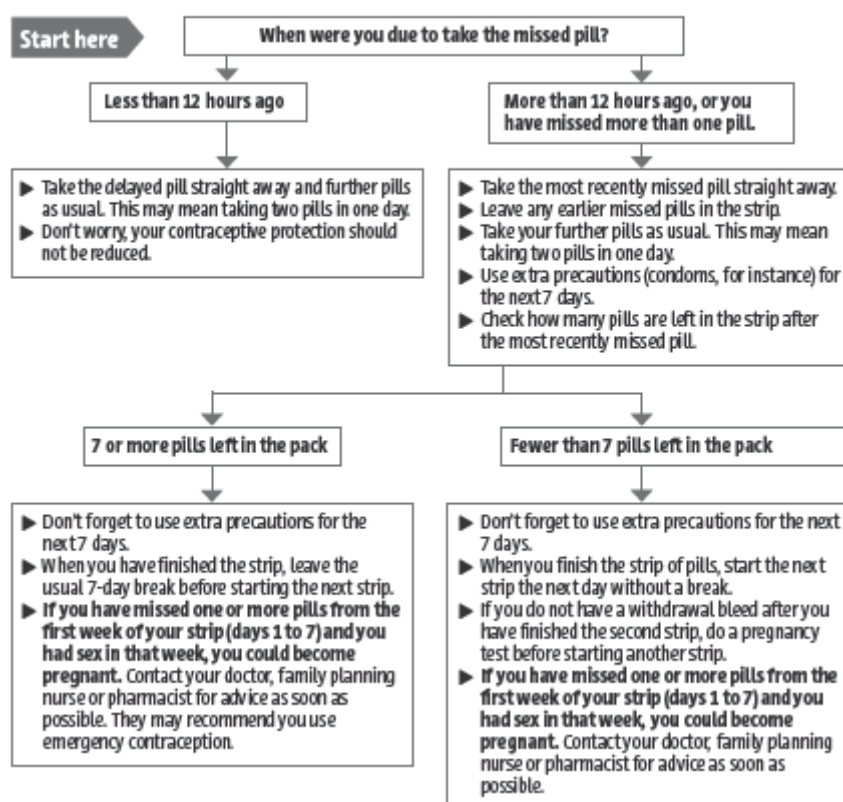 Start here
When were you due to take the missed pill?
Less than 12 hours ago
More than 12 hours ago, or you
have missed more than one pill.
▶ Take the delayed pill straight away and further pills
as usual. This may mean taking two pills in one day.
▶ Don't worry, your contraceptive protection should
not be reduced.
▶ Take the most recently missed pill straight away.
▶ Leave any earlier missed pills in the strip.
▶ Take your further pills as usual. This may mean
taking two pills in one day.
▶ Use extra precautions (condoms, for instance) for
the next 7 days.
▶ Check how many pills are left in the strip after
the most recently missed pill.
7 or more pills left in the pack
Fewer than 7 pills left in the pack
▶ Don't forget to use extra precautions for the
next 7 days.
▶ When you have finished the strip, leave the
usual 7-day break before starting the next strip.
▶ If you have missed one or more pills from the
first week of your strip (days 1 to 7) and you
had sex in that week, you could become
pregnant. Contact your doctor, family planning
nurse or pharmacist for advice as soon as
possible. They may recommend you use
emergency contraception.
▶ Don't forget to use extra precautions for the next
7 days.
▶ When you finish the strip of pills, start the next
strip the next day without a break.
▶ If you do not have a withdrawal bleed after you
have finished the second strip, do a pregnancy
test before starting another strip.
▶ If you have missed one or more pills from the
first week of your strip (days 1 to 7) and you
had sex in that week, you could become
pregnant. Contact your doctor, family planning
nurse or pharmacist for advice as soon as
possible.